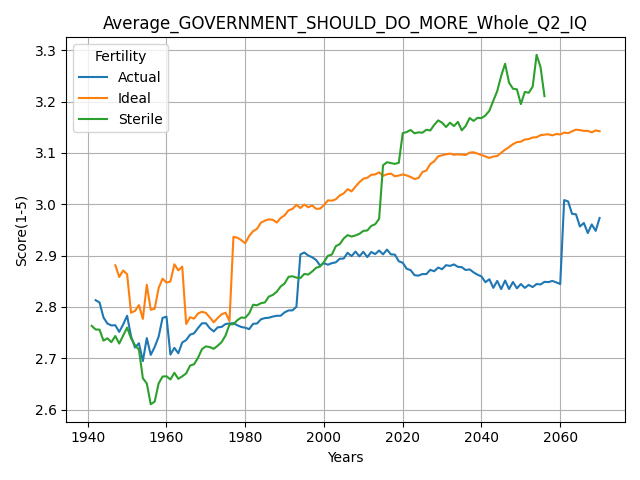 Average_GOVERNMENT_SHOULD_DO_MORE_Whole_Q2_IQ
Fertility
Actual
Ideal
Sterile
Score(1-5)
3.3
3.2
3.1
3.0
2.9
2.8
2.7
2.6
1940 1960 1980 2000 2020 2040 2060
Years